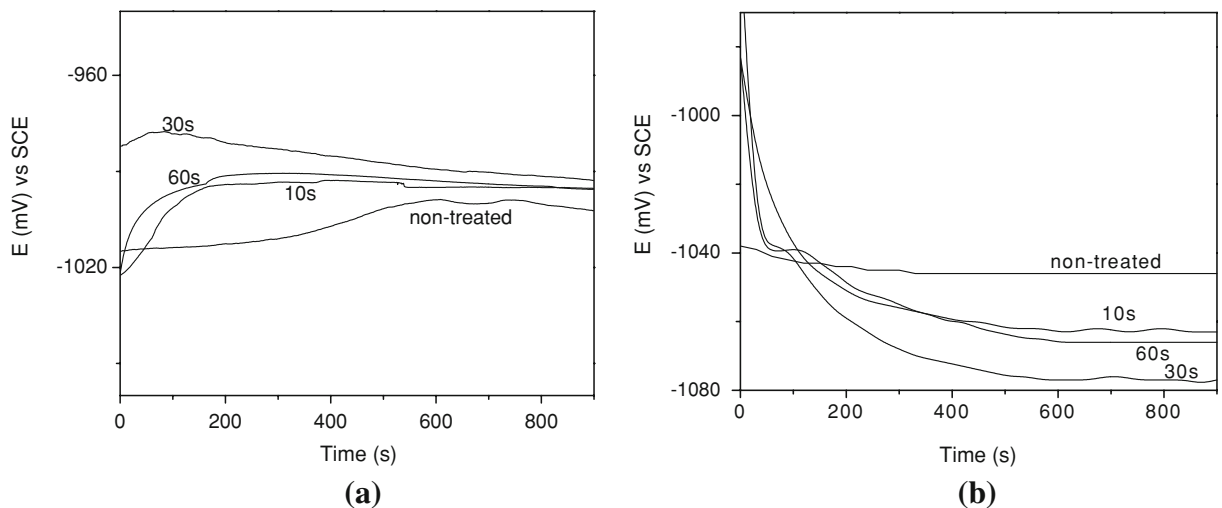 -960
-1020
E (mV) vs SCE
30s
60s
10s
non-treated
0 200 400 600 800
Time (s)
(a)
-1000
-1040
-1080
E (mV) vs SCE
non-treated
10s
60s
30s
0 200 400 600 800
Time (s)
(b)